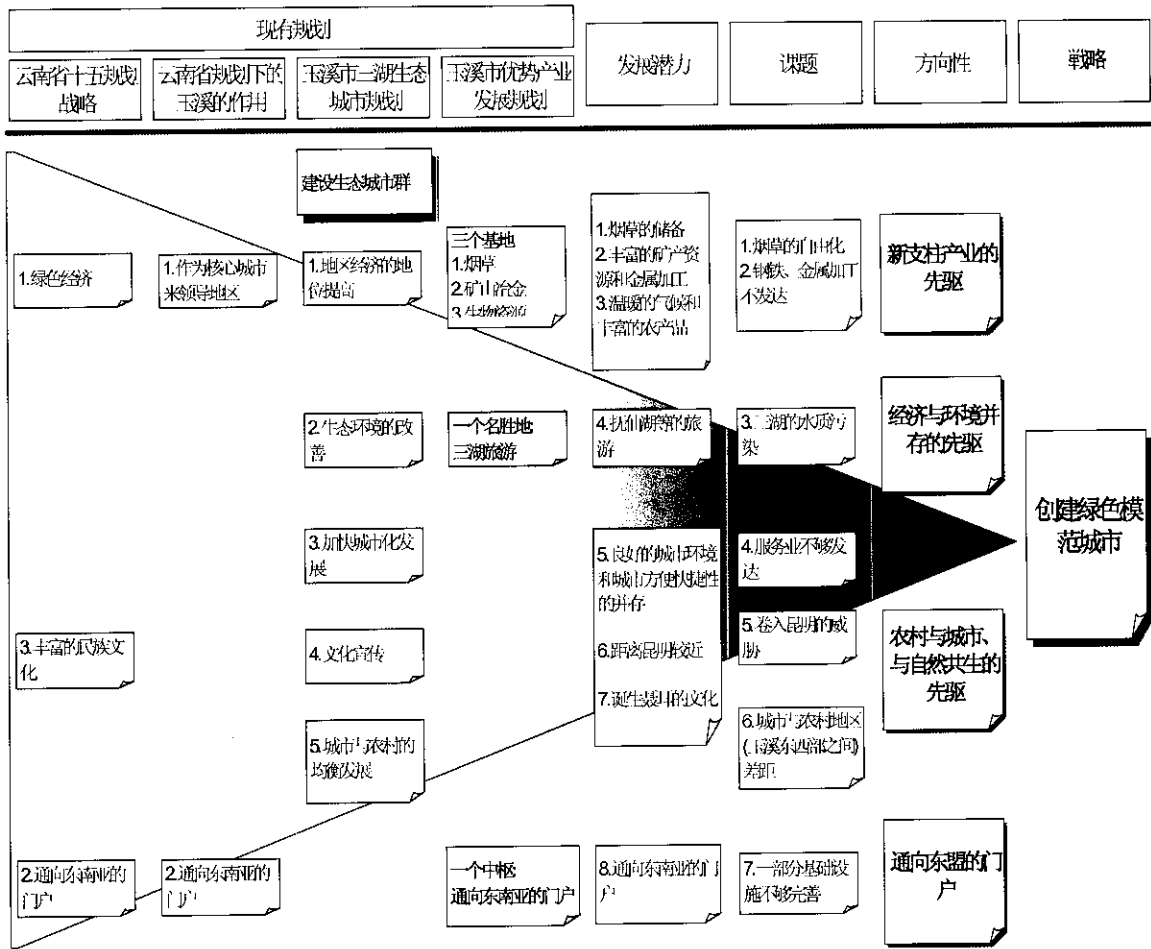 现有规划
云南省十五规划
战略
云南省规划下的
玉溪的作用
玉溪市三湖生态
城市规划
玉溪市优势产业
发展规划
发展潜力
课题
方向性
戰略
建设生态城市群
1.绿色经济
1.作为核心城市
来领导地区
1.地区经济的地
位提高
三个基地
1.烟草
2.矿山冶金
3.生物资源
1.烟草的储备
2.丰富的矿产资
源和金属加工
3.温暖的气候和
丰富的农产品
1.烟草的自由化
2.钢铁、金属加工
不发达
新支柱产业的
先驱
2.生态环境的改
善
一个名胜地
三湖旅游
4.抚仙湖等的旅
游
3.三湖的水质污
染
经济与环境并
存的先驱
创建绿色模
范城市
3.加快城市化发
展
5.良好的城市环境
和城市方便快捷性
的并存
4.服务业不够发
达
3.丰富的民族文
化
4.文化宣传
6.距离昆明较近
5.卷入昆明的威
胁
农村与城市、
与自然共生的
先驱
7.诞生聂耳的文化
5.城市与农村的
均衡发展
6.城市与农村地区
(玉溪东西部之间)
差距
2.通向东南亚的
门户
2.通向东南亚的
门户
一个中枢:
通向东南亚的门户
8.通向东南亚的门
户
7.一部分基础设
施不够完善
通向东盟的门
户